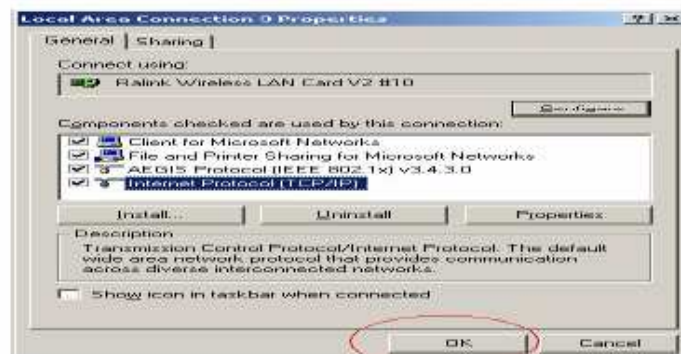 Local Area Connection 9 Properties
General
Sharing
Connect using:
Ralink Wireless LAN Card V2 #10
Configure
Components checked are used by this connection:
Client for Microsoft Networks
File and Printer Sharing for Microsoft Networks
AEGIS Protocol (IEEE 802.1x) v3.4.3.0
Internet Protocol (TCP/IP)
Install...
Uninstall
Properties
Description
Transmission Control Protocol/Internet Protocol. The default
wide area network protocol that provides communication
across diverse interconnected networks.
Show icon in taskbar when connected
OK
Cancel